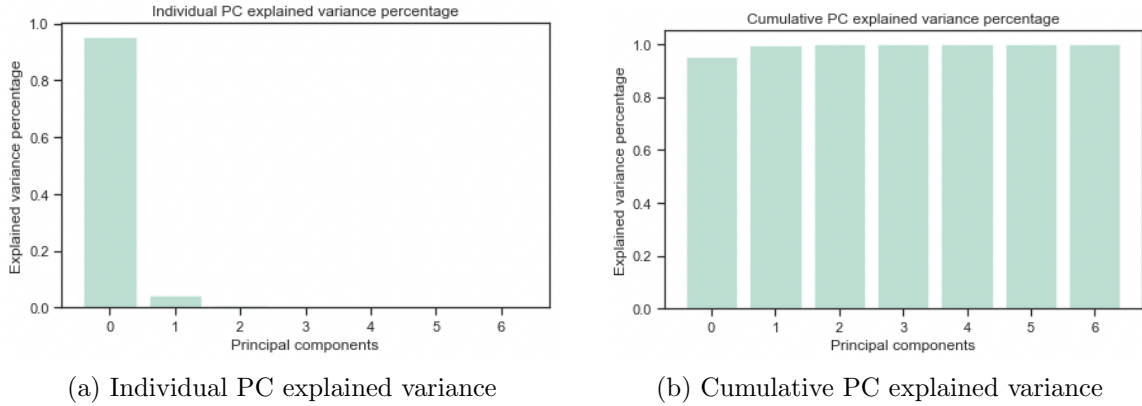 Individual PC explained variance percentage
Explained variance percentage
1.0
0.8
0.6
0.4
0.2
0.0
0 1 2 3 4 5 6
Principal components
(a) Individual PC explained variance
Cumulative PC explained variance percentage
Explained variance percentage
1.0
0.8
0.6
0.4
0.2
0.0
0 1 2 3 4 5 6
Principal components
(b) Cumulative PC explained variance